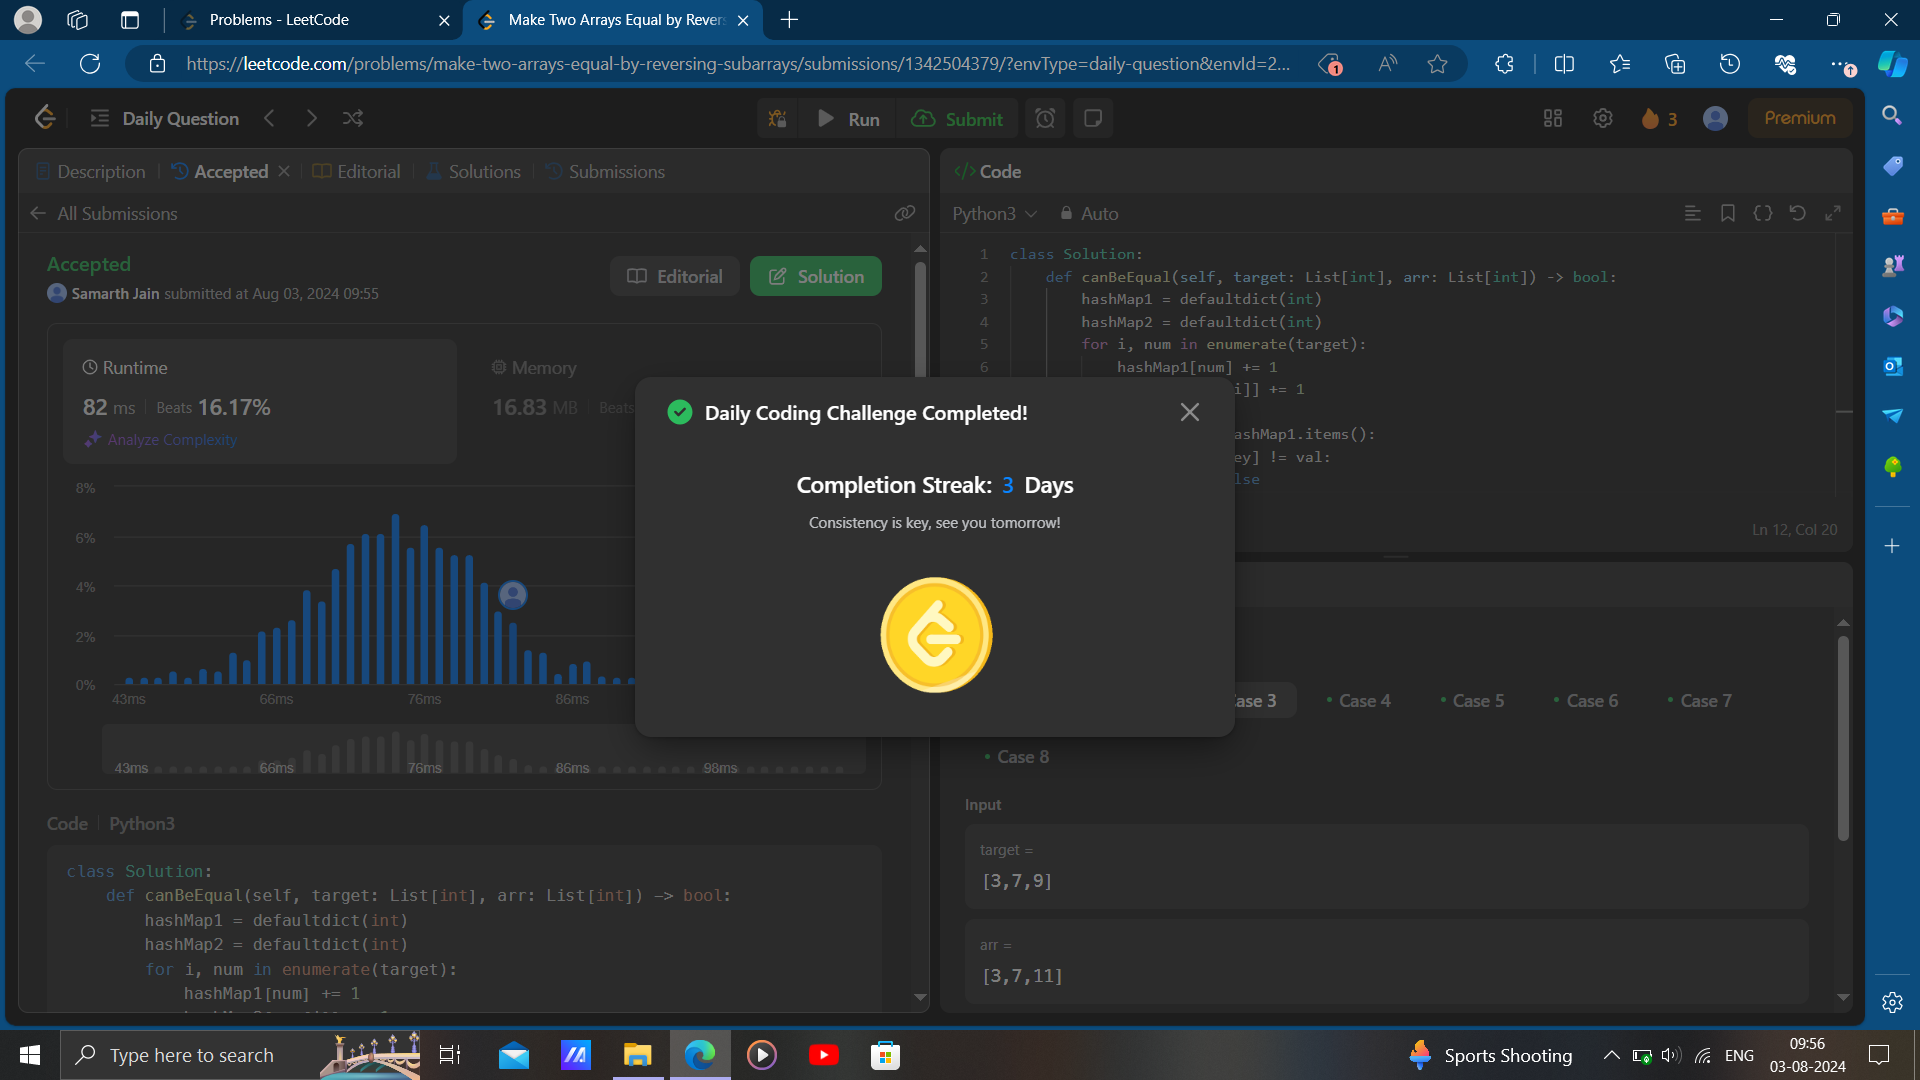 Problems - LeetCode
Make Two Arrays Equal by Revers
https://leetcode.com/problems/make-two-arrays-equal-by-reversing-subarrays/submissions/1342504379/?envType=daily-question&envId=2...
1
Daily Question
Run
Submit
3
Premium
Description
Accepted
Editorial
Solutions
Submissions
All Submissions
Accepted
Samarth Jain submitted at Aug 03, 2024 09:55
Editorial
Solution
Runtime
82 ms
Beats 16.17%
Analyze Complexity
Memory
16.83 MB
Beats
8%
6%
4%
2%
0%
43ms
66ms
76ms
86ms
43ms
66ms
76ms
86ms
98ms
Code
Python3
class Solution:
def canBeEqual(self, target: List[int], arr: List[int]) -> bool:
hashMap1 = defaultdict(int)
hashMap2 = defaultdict(int)
for i, num in enumerate(target):
hashMap1[num] += 1
Daily Coding Challenge Completed!
Completion Streak: 3 Days
Consistency is key, see you tomorrow!
</> Code
Python3
Auto
1 class Solution:
2 def canBeEqual(self, target: List[int], arr: List[int]) -> bool:
3 hashMap1 = defaultdict(int)
4 hashMap2 = defaultdict(int)
5 for i, num in enumerate(target):
6 hashMap1[num] += 1
i]] += 1
ashMap1.items():
ey] != val:
lse
Ln 12, Col 20
ase 3
Case 4
Case 5
Case 6
Case 7
Case 8
Input
target =
[3,7,9]
arr =
[3,7,11]
Type here to search
Sports Shooting
ENG
09:56
03-08-2024